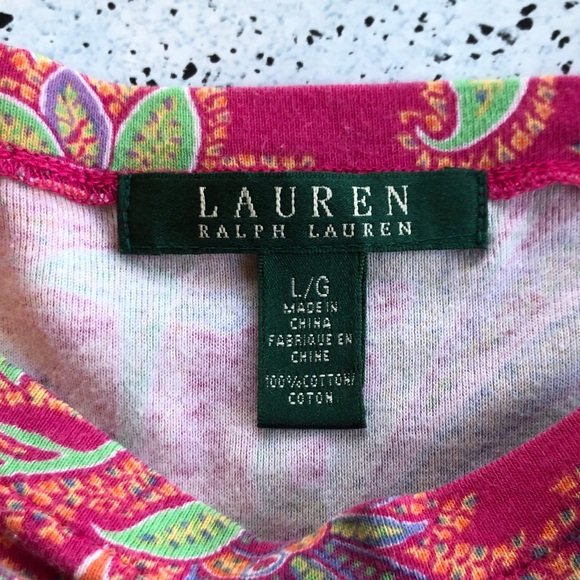 LAUREN
RALPH LAUREN
L/G
MADE IN
CHINA
FABRIQUE EN
CHINE
100% COTTON/
COTON